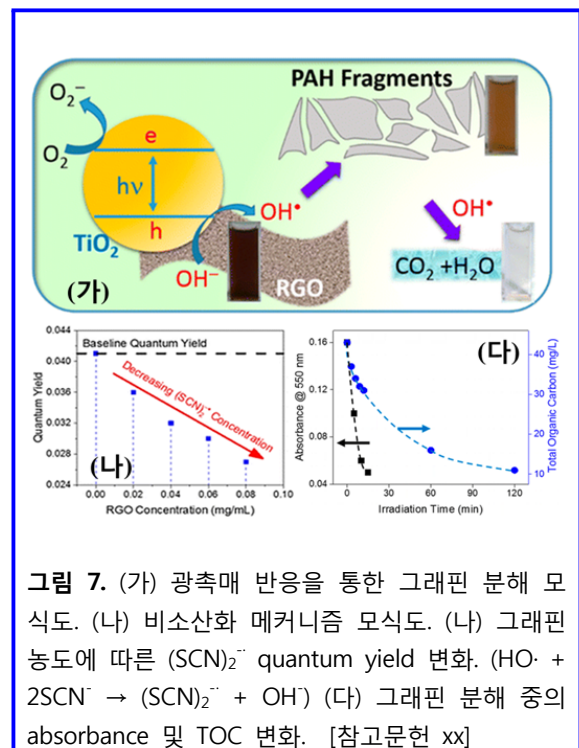 PAH Fragments
O₂⁻
O₂
e
hν
h
TiO₂
OH•
OH⁻
RGO
OH•
CO₂ +H₂O
(가)
0.044
0.040
0.036
0.032
0.028
0.024
Quantum Yield
Baseline Quantum Yield
Decreasing (SCN)₂⁻• Concentration
(나)
0.00 0.02 0.04 0.06 0.08 0.10
RGO Concentration (mg/mL)
0.16
0.12
0.08
0.04
Absorbance @ 550 nm
(다)
40
30
20
10
Total Organic Carbon (mg/L)
0 30 60 90 120
Irradiation Time (min)
그림 7. (가) 광촉매 반응을 통한 그래핀 분해 모
식도. (나) 비소산화 메커니즘 모식도. (나) 그래핀
농도에 따른 (SCN)₂⁻· quantum yield 변화. (HO· +
2SCN⁻ → (SCN)₂⁻· + OH⁻) (다) 그래핀 분해 중의
absorbance 및 TOC 변화. [참고문헌 xx]